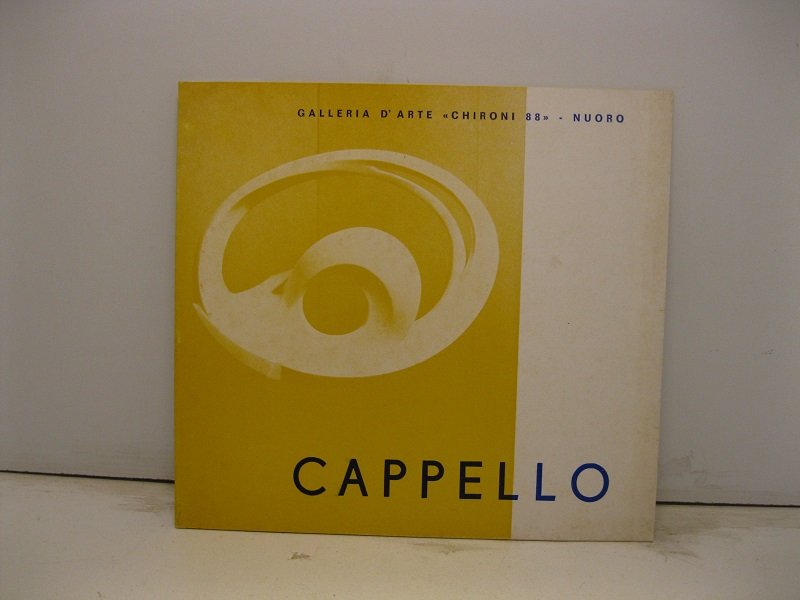 GALLERIA D'ARTE «CHIRONI 88» - NUORO
CAPPELLO